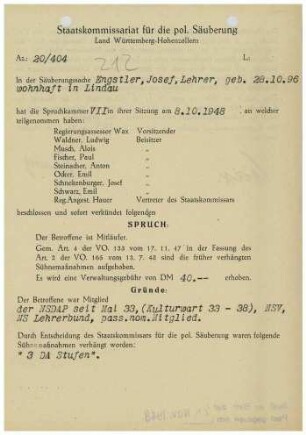 Staatskommissariat für die pol. Säuberung
Land Württemberg-Hohenzollern
Az.: 20/404
212
L:
In der Säuberungssache Engstler, Josef, Lehrer, geb. 28.10.96
wohnhaft in Lindau
hat die Spruchkammer VII in ihrer Sitzung am 8.10.1948 , an welcher
teilgenommen haben:
Regierungsassessor Wax Vorsitzender
Waldner, Ludwig Beisitzer
Musch, Alois "
Fischer, Paul "
Steinacher, Anton "
Oder, Emil "
Schnekenburger, Josef "
Schwarz, Emil "
Reg.Angest. Hauer Vertreter des Staatskommissars
beschlossen und sofort verkündet folgenden
SPRUCH:
Der Betroffene ist Mitläufer.
Gem. Art. 4 der VO. 133 vom 17. 11. 47 in der Fassung des
Art. 2 der VO. 165 vom 13. 7. 48 sind die früher verhängten
Sühnemaßnahmen aufgehoben.
Es wird eine Verwaltungsgebühr von DM 40.-- erhoben.
Gründe:
Der Betroffene war Mitglied
der NSDAP seit Mai 33,(Kulturwart 33 - 38), NSV,
NS Lehrerbund, pass.nom.Mitglied.
Durch Entscheidung des Staatskommissars für die pol. Säuberung waren folgende
Sühnemaßnahmen verhängt worden:
" 3 DA Stufen".